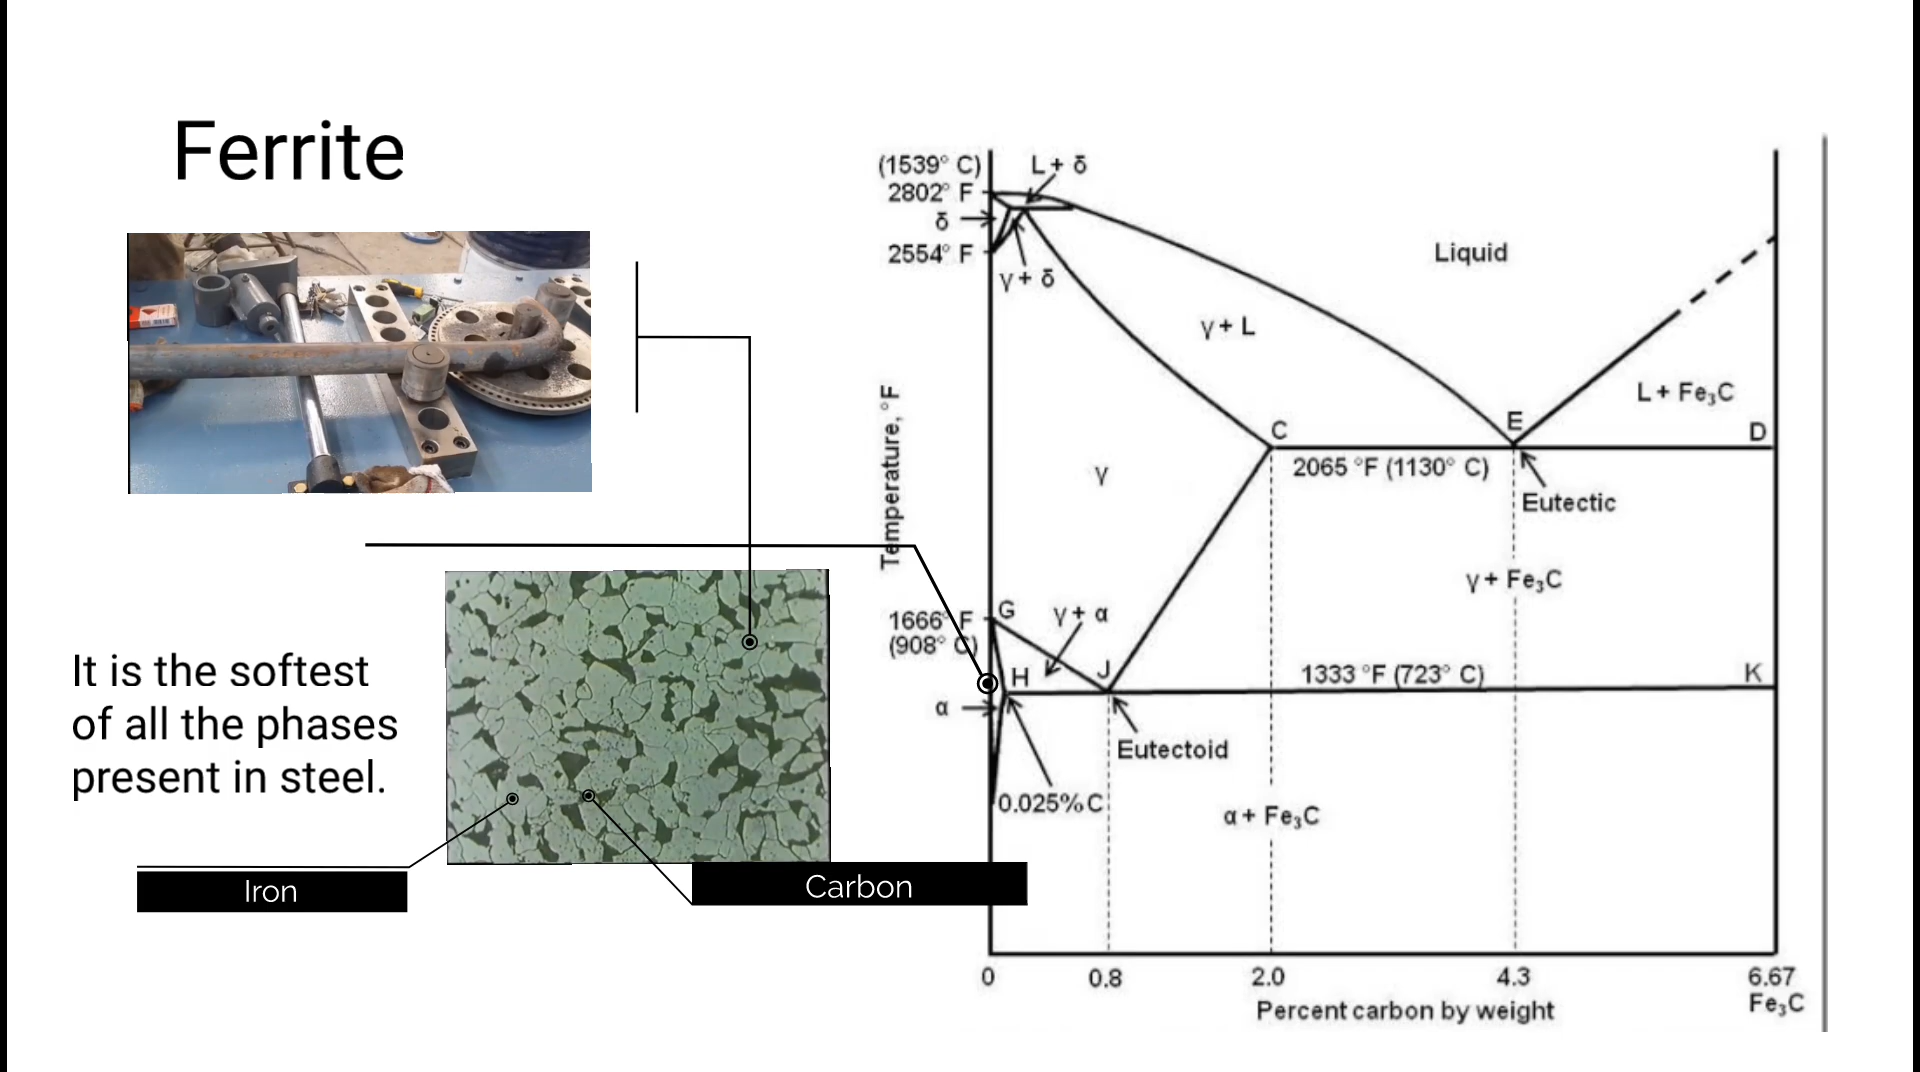 Ferrite
It is the softest
of all the phases
present in steel.
Iron
Carbon
(1539° C)
2802° F
δ
2554° F
L + δ
γ + δ
Liquid
γ + L
L + Fe₃C
C
E
D
2065 °F (1130° C)
Eutectic
γ
Temperature, °F
γ + Fe₃C
1666° F
(908° C)
G
γ + α
H
J
1333 °F (723° C)
K
α
Eutectoid
0.025% C
α + Fe₃C
0
0.8
2.0
4.3
6.67
Percent carbon by weight
Fe₃C